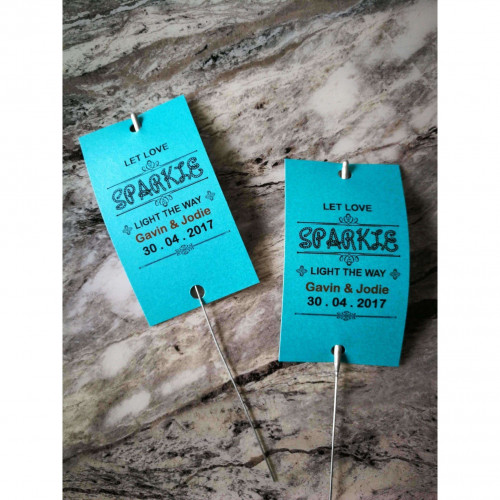 LET LOVE
SPARKLE
LIGHT THE WAY
Gavin & Jodie
30 . 04 . 2017
LET LOVE
SPARKLE
LIGHT THE WAY
Gavin & Jodie
30 . 04 . 2017